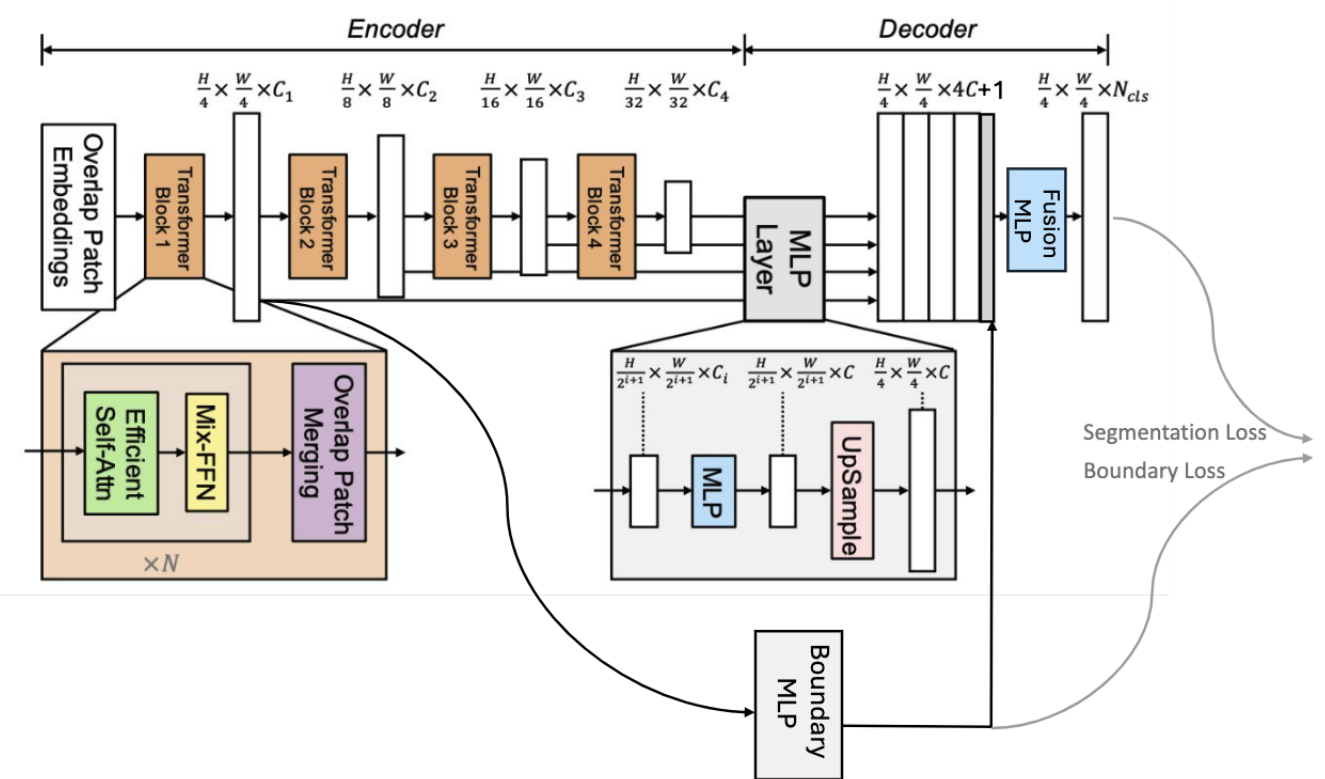 Encoder
Decoder
H/4 × W/4 × C₁
H/8 × W/8 × C₂
H/16 × W/16 × C₃
H/32 × W/32 × C₄
H/4 × W/4 × 4C+1
H/4 × W/4 × N_cls
Overlap Patch
Embeddings
Transformer
Block 1
Transformer
Block 2
Transformer
Block 3
Transformer
Block 4
MLP
Layer
Fusion
MLP
Efficient
Self-Attn
Mix-FFN
Overlap Patch
Merging
×N
H/2^{i+1} × W/2^{i+1} × C_i
H/2^{i+1} × W/2^{i+1} × C
H/4 × W/4 × C
MLP
UpSample
Segmentation Loss
Boundary Loss
Boundary
MLP